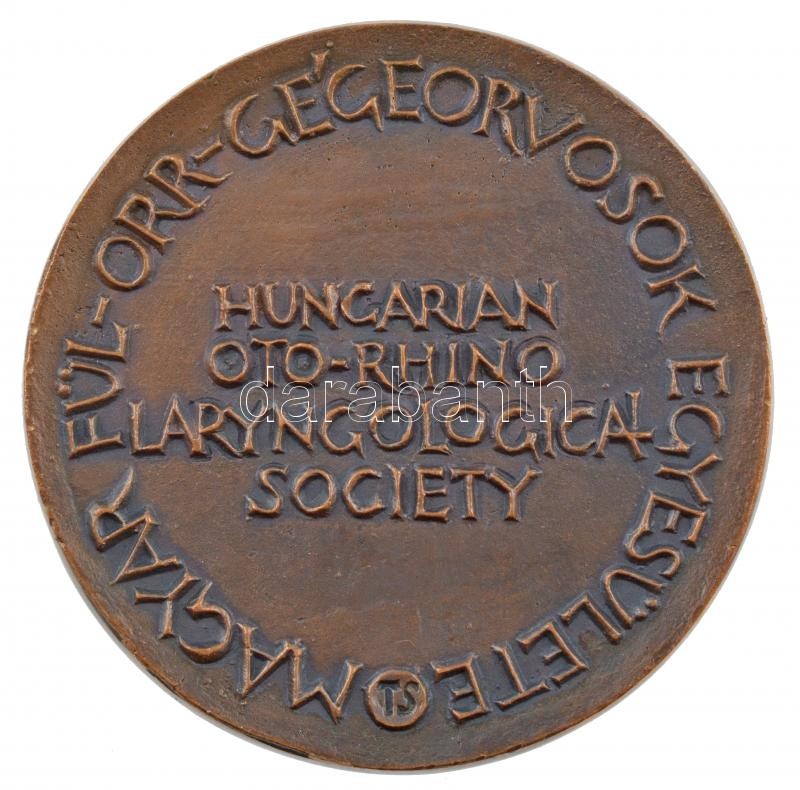 MAGYAR FÜL-ORR-GÉGEORVOSOK EGYESÜLETE
TS
HUNGARIAN
OTO-RHINO
LARYNGOLOGICAL
SOCIETY
darabanth